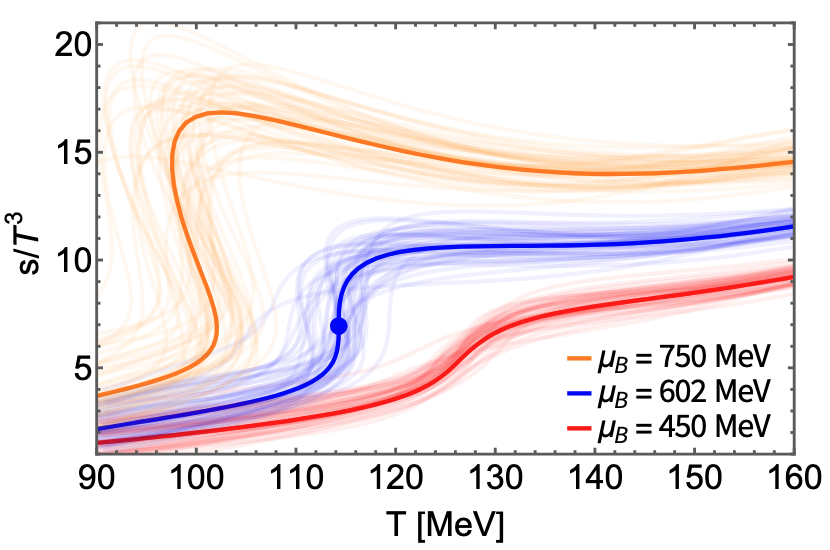 20
15
10
5
s/T³
90 100 110 120 130 140 150 160
T [MeV]
μB = 750 MeV
μB = 602 MeV
μB = 450 MeV